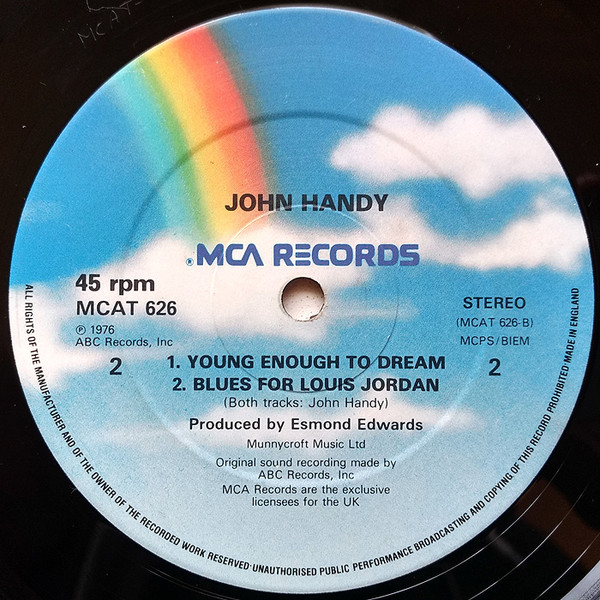 MCAT-
JOHN HANDY
® MCA RECORDS
45 rpm
MCAT 626
℗ 1976
ABC Records, Inc
STEREO
(MCAT 626-B)
MCPS/BIEM
2
2
1. YOUNG ENOUGH TO DREAM
2. BLUES FOR LOUIS JORDAN
(Both tracks: John Handy)
Produced by Esmond Edwards
Munnycroft Music Ltd
Original sound recording made by
ABC Records, Inc
MCA Records are the exclusive
licensees for the UK
ALL RIGHTS OF THE MANUFACTURER AND OF THE OWNER OF THE RECORDED WORK RESERVED·UNAUTHORISED PUBLIC PERFORMANCE BROADCASTING AND COPYING OF THIS RECORD PROHIBITED·MADE IN ENGLAND